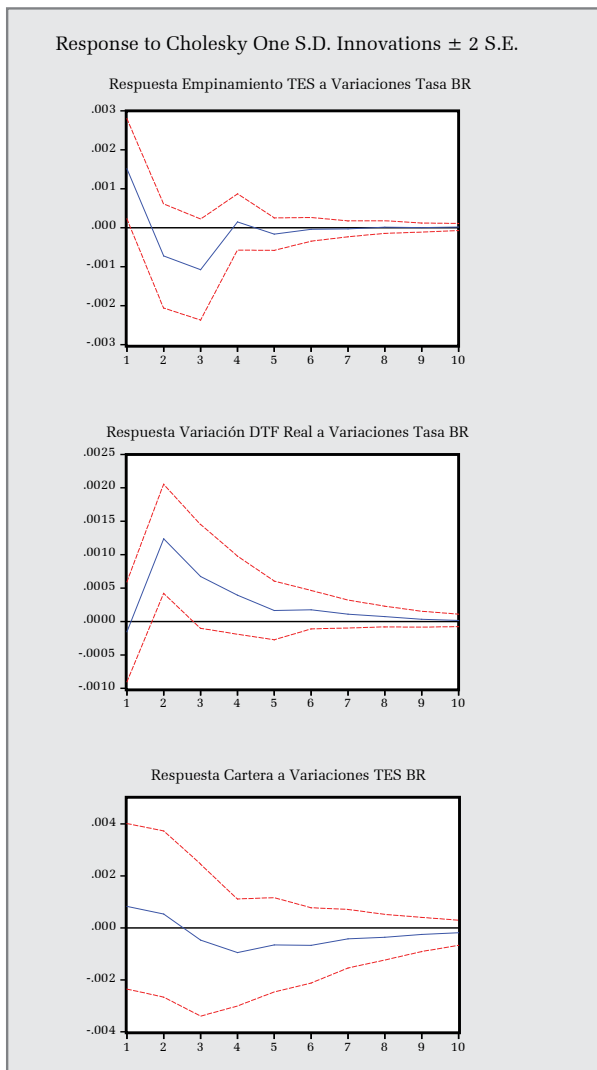 Response to Cholesky One S.D. Innovations ± 2 S.E.
Respuesta Empinamiento TES a Variaciones Tasa BR
.003
.002
.001
.000
-.001
-.002
-.003
1 2 3 4 5 6 7 8 9 10
Respuesta Variación DTF Real a Variaciones Tasa BR
.0025
.0020
.0015
.0010
.0005
.0000
-.0005
-.0010
1 2 3 4 5 6 7 8 9 10
Respuesta Cartera a Variaciones TES BR
.004
.002
.000
-.002
-.004
1 2 3 4 5 6 7 8 9 10